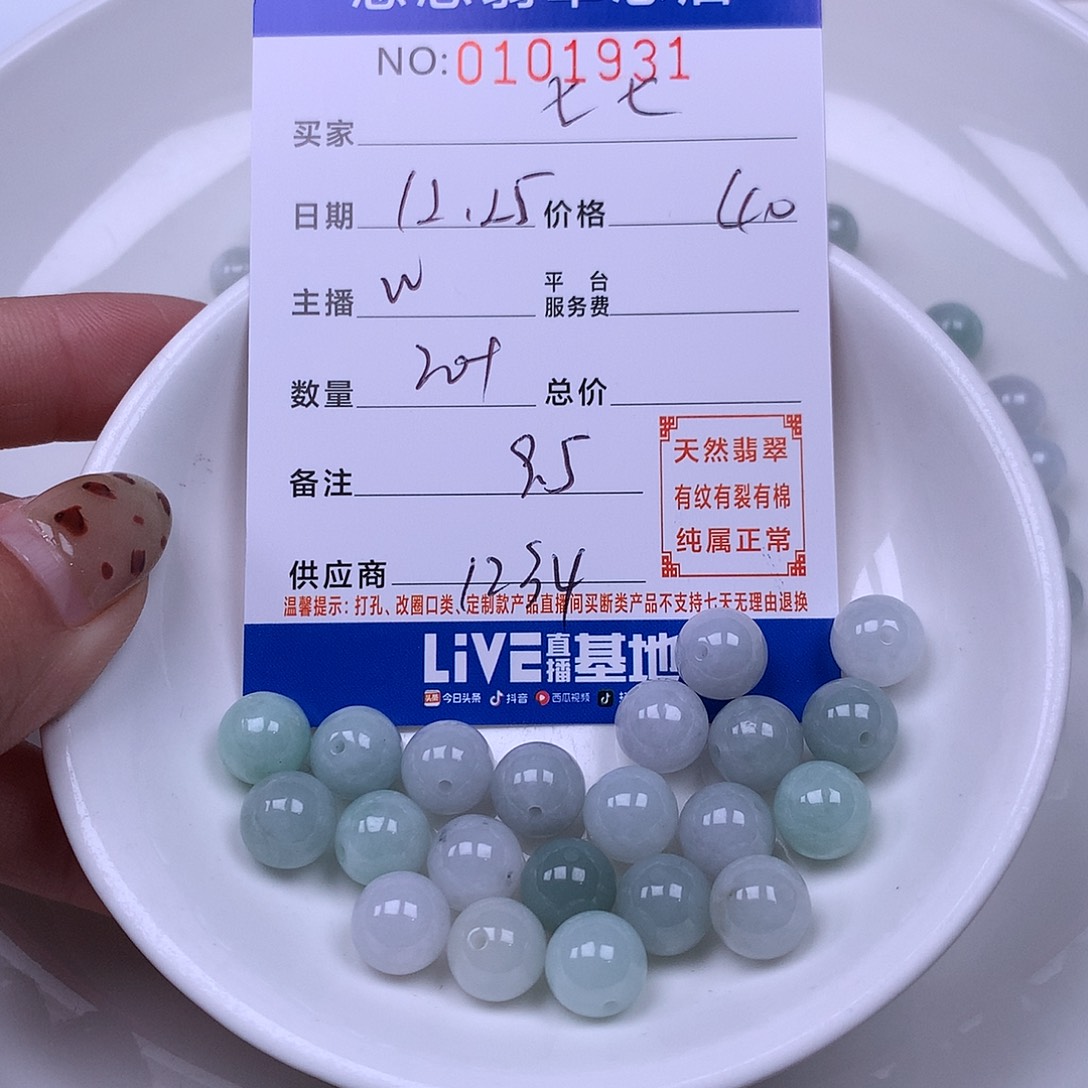 NO:0101931
买家 七七
日期 12.15 价格
主播 W 平台服务费
数量 总价
备注 9.5
天然翡翠
有纹有裂有棉
纯属正常
供应商 1234
温馨提示：打孔、改圈口类、定制款产品直播间买断类产品不支持七天无理由退换
LiVE直播基地
今日头条 抖音 西瓜视频